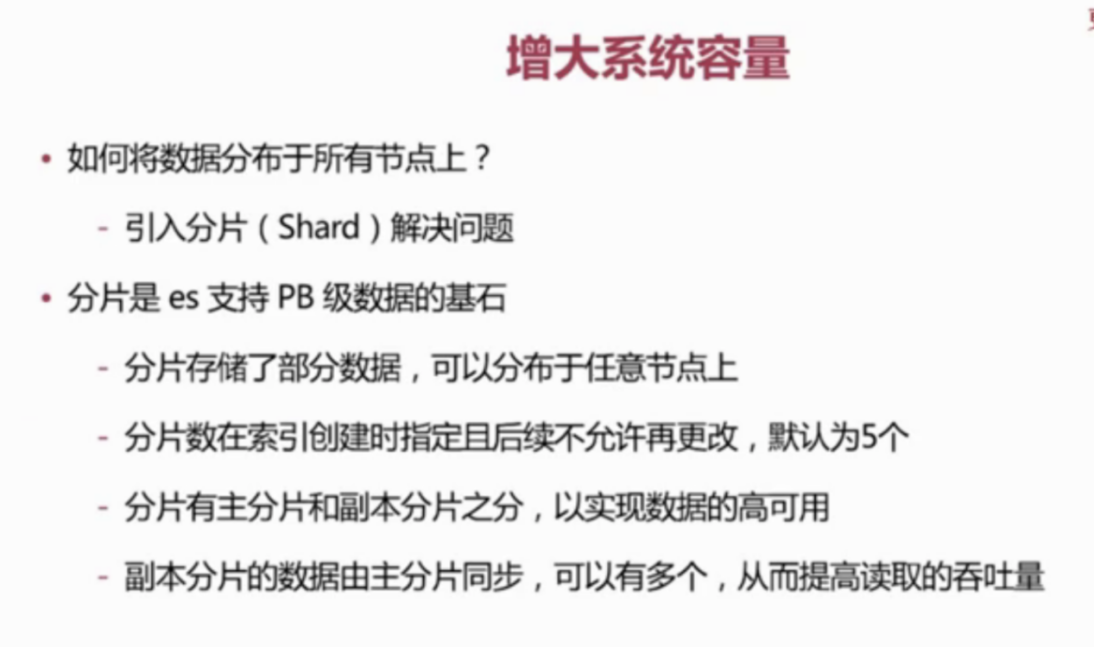 增大系统容量
• 如何将数据分布于所有节点上？
- 引入分片（Shard）解决问题
• 分片是 es 支持 PB 级数据的基石
- 分片存储了部分数据，可以分布于任意节点上
- 分片数在索引创建时指定且后续不允许再更改，默认为5个
- 分片有主分片和副本分片之分，以实现数据的高可用
- 副本分片的数据由主分片同步，可以有多个，从而提高读取的吞吐量